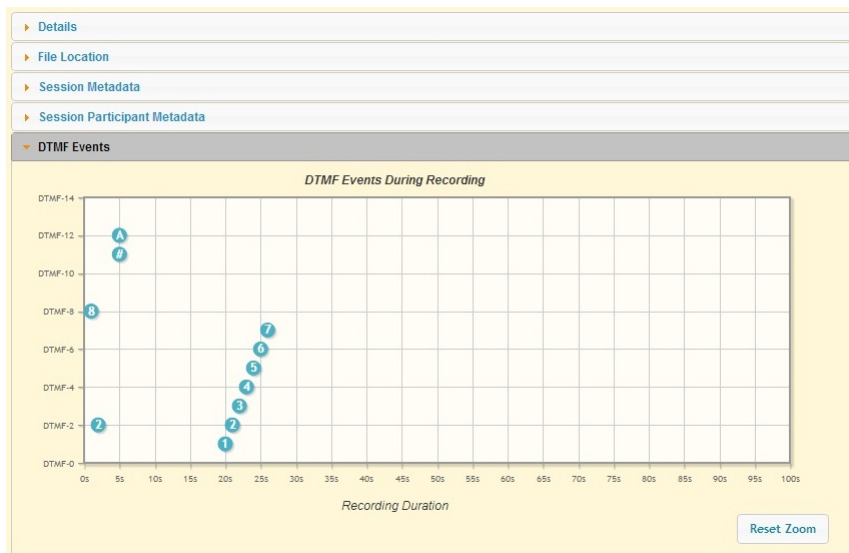 Details
File Location
Session Metadata
Session Participant Metadata
DTMF Events
DTMF Events During Recording
DTMF-14
DTMF-12
A
#
DTMF-10
DTMF-8
8
7
DTMF-6
6
5
DTMF-4
4
3
DTMF-2
2
2
1
DTMF-0
0s 5s 10s 15s 20s 25s 30s 35s 40s 45s 50s 55s 60s 65s 70s 75s 80s 85s 90s 95s 100s
Recording Duration
Reset Zoom